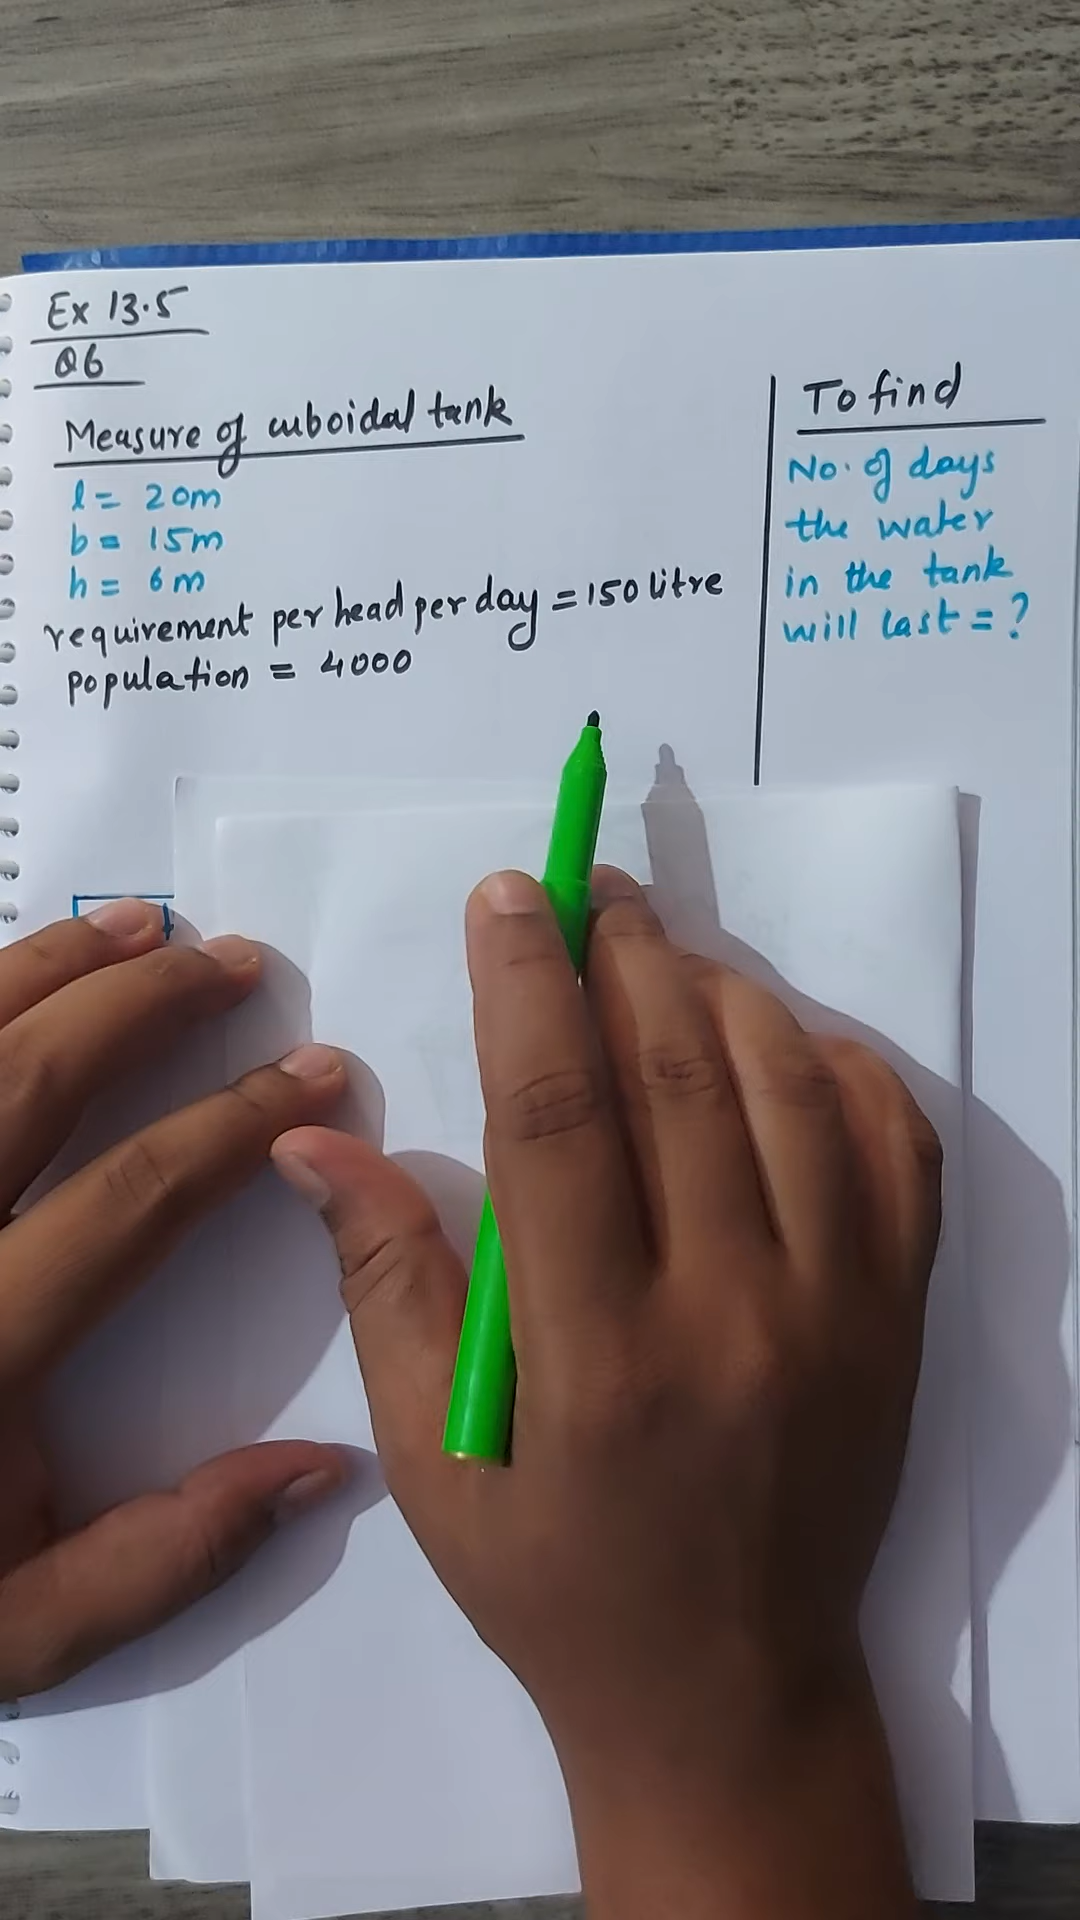 Ex 13.5
Q6
Measure of cuboidal tank
l = 20m
b = 15m
h = 6m
requirement per head per day = 150 litre
population = 4000
To find
No. of days
the water
in the tank
will last = ?